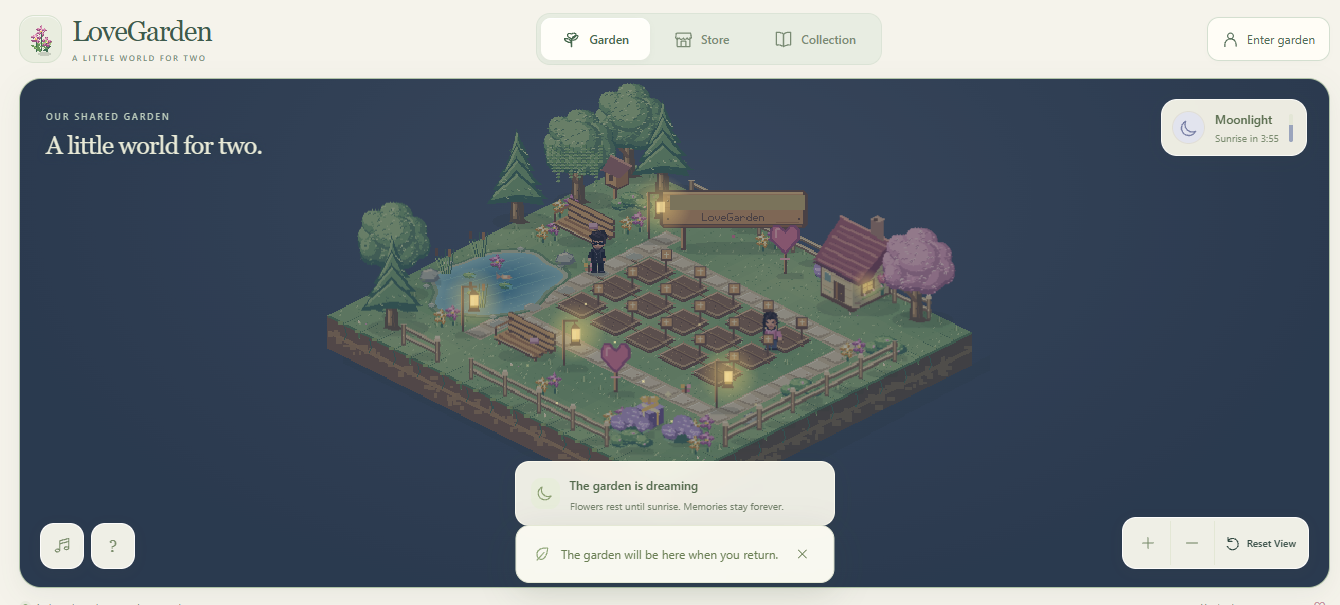 LoveGarden
A LITTLE WORLD FOR TWO
Garden
Store
Collection
Enter garden
OUR SHARED GARDEN
A little world for two.
Moonlight
Sunrise in 3:55
LoveGarden
The garden is dreaming
Flowers rest until sunrise. Memories stay forever.
The garden will be here when you return.
?
Reset View